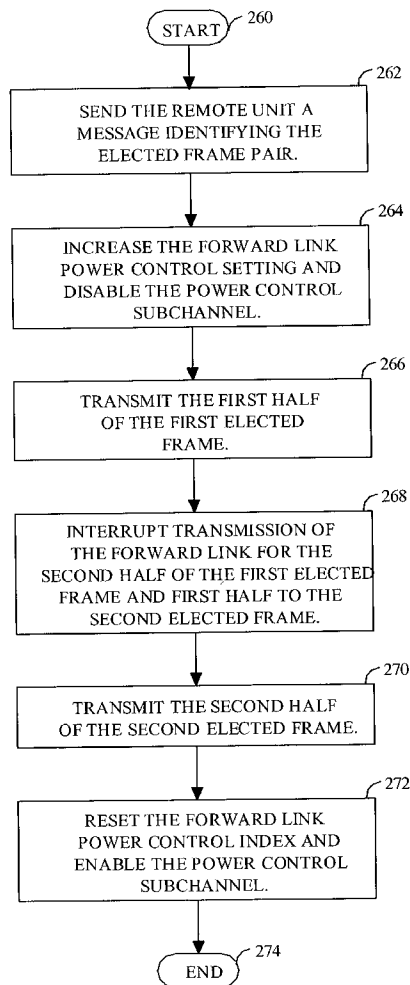 START
260
262
SEND THE REMOTE UNIT A
MESSAGE IDENTIFYING THE
ELECTED FRAME PAIR.
264
INCREASE THE FORWARD LINK
POWER CONTROL SETTING AND
DISABLE THE POWER CONTROL
SUBCHANNEL.
266
TRANSMIT THE FIRST HALF
OF THE FIRST ELECTED
FRAME.
268
INTERRUPT TRANSMISSION OF
THE FORWARD LINK FOR THE
SECOND HALF OF THE FIRST ELECTED
FRAME AND FIRST HALF TO THE
SECOND ELECTED FRAME.
270
TRANSMIT THE SECOND HALF
OF THE SECOND ELECTED FRAME.
272
RESET THE FORWARD LINK
POWER CONTROL INDEX AND
ENABLE THE POWER CONTROL
SUBCHANNEL.
274
END